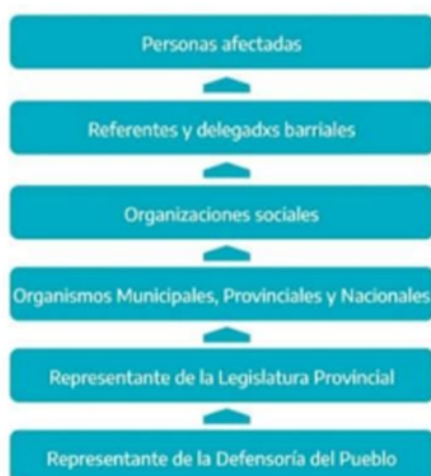 Personas afectadas
Referentes y delegadxs barriales
Organizaciones sociales
Organismos Municipales, Provinciales y Nacionales
Representante de la Legislatura Provincial
Representante de la Defensoría del Pueblo